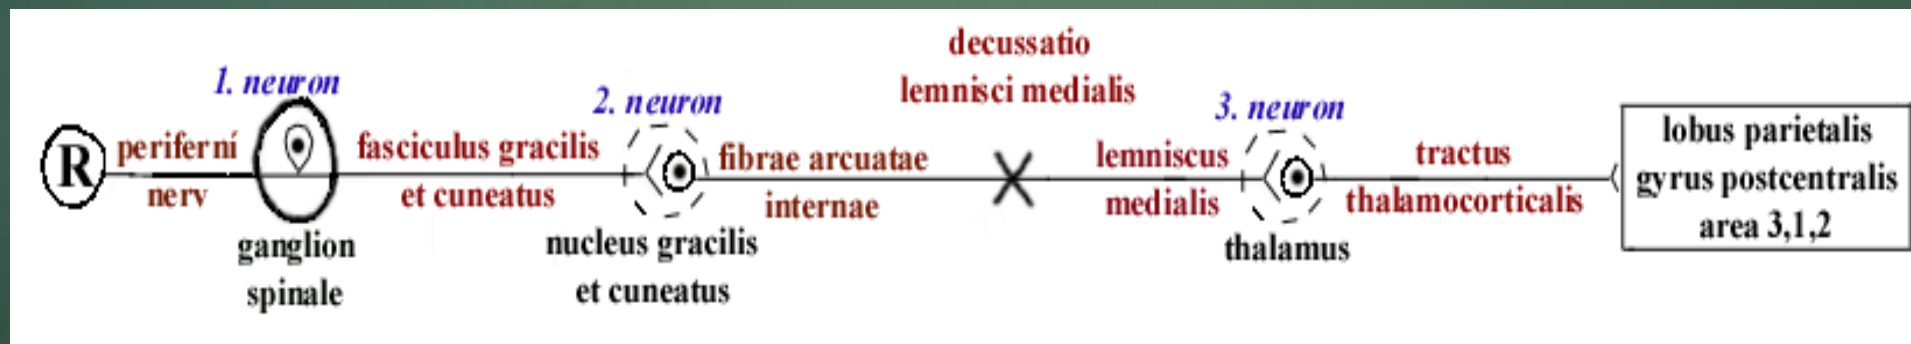 decussatio
lemnisci medialis
1. neuron
2. neuron
3. neuron
R
periferní
nerv
fasciculus gracilis
et cuneatus
fibrae arcuatae
internae
lemniscus
medialis
tractus
thalamocorticalis
lobus parietalis
gyrus postcentralis
area 3,1,2
ganglion
spinale
nucleus gracilis
et cuneatus
thalamus